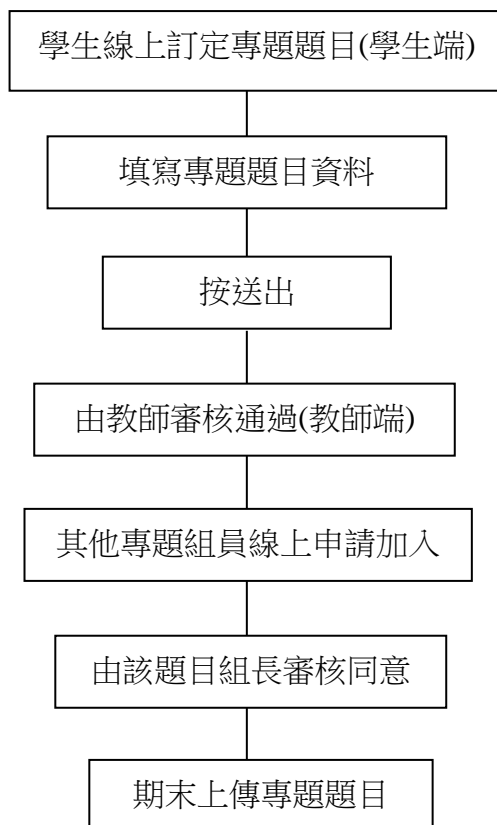 學生線上訂定專題題目(學生端)
填寫專題題目資料
按送出
由教師審核通過(教師端)
其他專題組員線上申請加入
由該題目組長審核同意
期末上傳專題題目